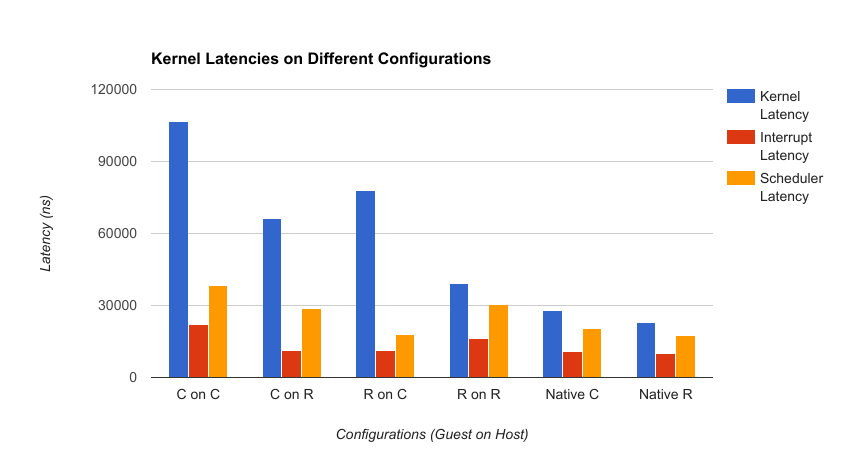 Kernel Latencies on Different Configurations
120000
90000
60000
30000
0
Latency (ns)
C on C
C on R
R on C
R on R
Native C
Native R
Configurations (Guest on Host)
Kernel
Latency
Interrupt
Latency
Scheduler
Latency